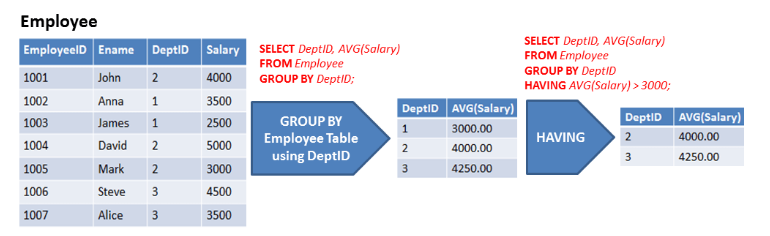 Employee
EmployeeID Ename DeptID Salary
1001 John 2 4000
1002 Anna 1 3500
1003 James 1 2500
1004 David 2 5000
1005 Mark 2 3000
1006 Steve 3 4500
1007 Alice 3 3500
SELECT DeptID, AVG(Salary)
FROM Employee
GROUP BY DeptID;
GROUP BY
Employee Table
using DeptID
DeptID AVG(Salary)
1 3000.00
2 4000.00
3 4250.00
SELECT DeptID, AVG(Salary)
FROM Employee
GROUP BY DeptID
HAVING AVG(Salary) > 3000;
HAVING
DeptID AVG(Salary)
2 4000.00
3 4250.00